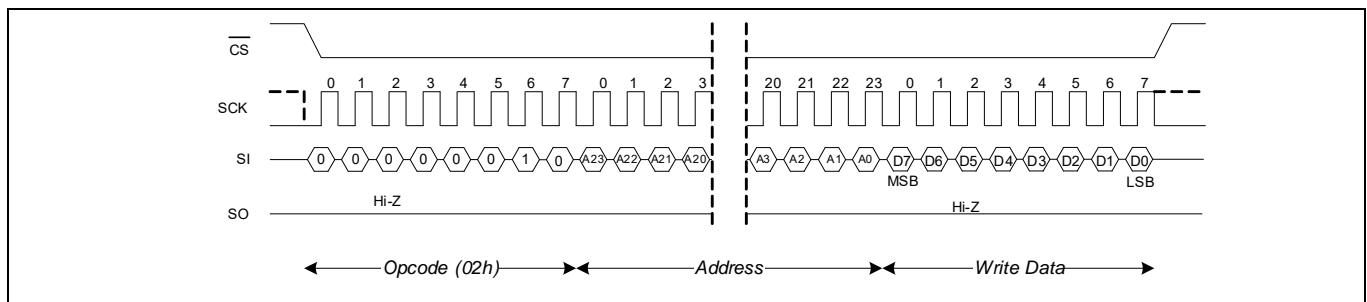 CS
0 1 2 3 4 5 6 7 0 1 2 3 20 21 22 23 0 1 2 3 4 5 6 7
SCK
SI 0 0 0 0 0 0 1 0 A23 A22 A21 A20 A3 A2 A1 A0 D7 D6 D5 D4 D3 D2 D1 D0
MSB LSB
Hi-Z Hi-Z
SO
Opcode (02h) Address Write Data